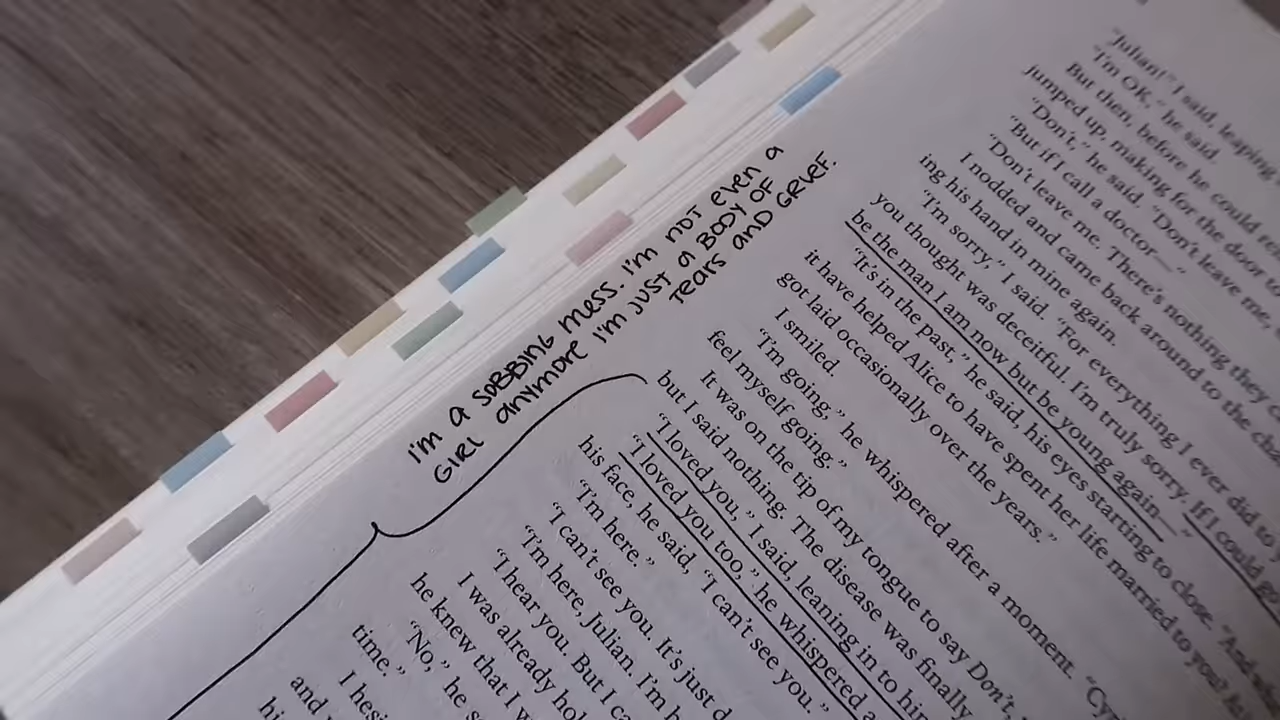 I'm a sobbing mess. I'm not even a
girl anymore I'm just a body of
tears and grief.
"Julian!" I said, leaping
"I'm OK," he said.
But then, before he could
jumped up, making for the door to
"Don't," he said. "Don't leave me,
"But if I call a doctor—"
"Don't leave me. There's nothing they
I nodded and came back around to the
ing his hand in mine again.
"I'm sorry," I said. "For everything I ever did to
you thought was deceitful. I'm truly sorry. If I could
be the man I am now but be young again—"
"It's in the past," he said, his eyes starting to close. "And
it have helped Alice to have spent her life married to you?
got laid occasionally over the years."
I smiled.
"I'm going," he whispered after a moment.
feel myself going."
It was on the tip of my tongue to say Don't,
but I said nothing. The disease was finally
"I loved you," I said, leaning in to
"I loved you too," he whispered
his face, he said, "I can't see you."
"I'm here."
"I can't see you. It's just
"I'm here, Julian. I'm
"I hear you. But I
I was already
he knew that I
"No," he
time."
I
and